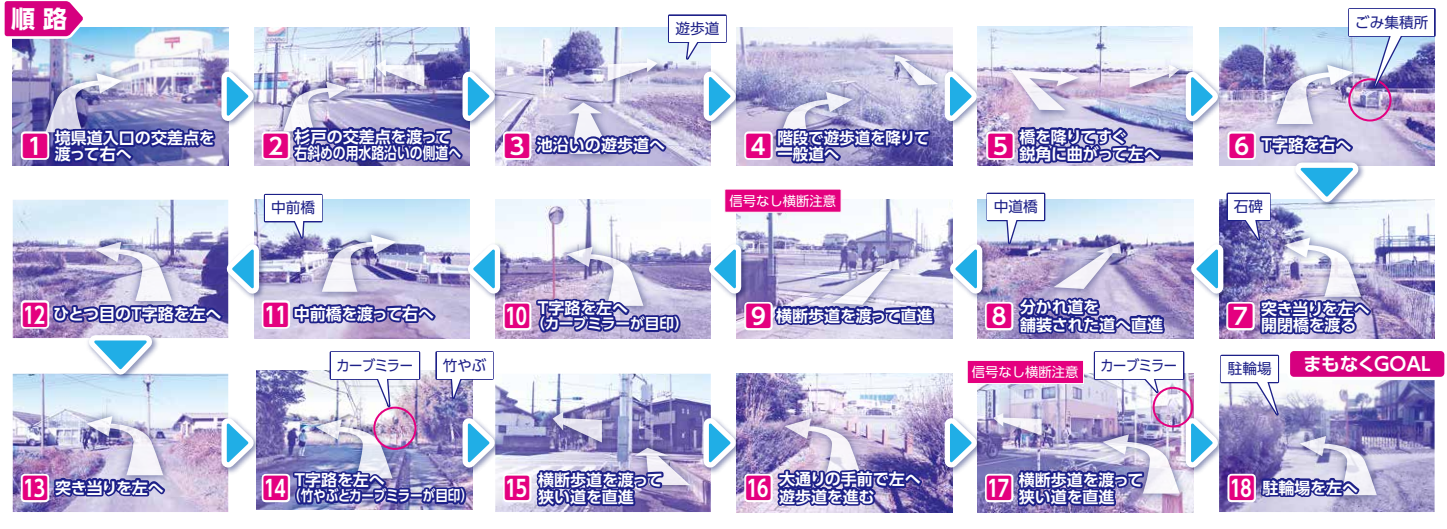 順路
1 境県道入口の交差点を
渡って右へ
2 杉戸の交差点を渡って
右斜めの用水路沿いの側道へ
遊歩道
3 池沿いの遊歩道へ
4 階段で遊歩道を降りて
一般道へ
5 橋を降りてすぐ
鋭角に曲がって左へ
ごみ集積所
6 T字路を右へ
石碑
7 突き当りを左へ
開閉橋を渡る
中道橋
8 分かれ道を
舗装された道へ直進
信号なし横断注意
9 横断歩道を渡って直進
10 T字路を左へ
(カーブミラーが目印)
中前橋
11 中前橋を渡って右へ
12 ひとつ目のT字路を左へ
13 突き当りを左へ
カーブミラー
竹やぶ
14 T字路を左へ
(竹やぶとカーブミラーが目印)
15 横断歩道を渡って
狭い道を直進
16 大通りの手前で左へ
遊歩道を進む
信号なし横断注意
カーブミラー
17 横断歩道を渡って
狭い道を直進
駐輪場
まもなくGOAL
18 駐輪場を左へ